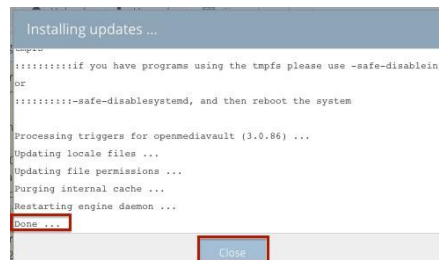 Installing updates ...
tmpfs
::::::::::if you have programs using the tmpfs please use -safe-disablein
or
::::::::::-safe-disablesystemd, and then reboot the system
Processing triggers for openmediavault (3.0.86) ...
Updating locale files ...
Updating file permissions ...
Purging internal cache ...
Restarting engine daemon ...
Done ...
Close